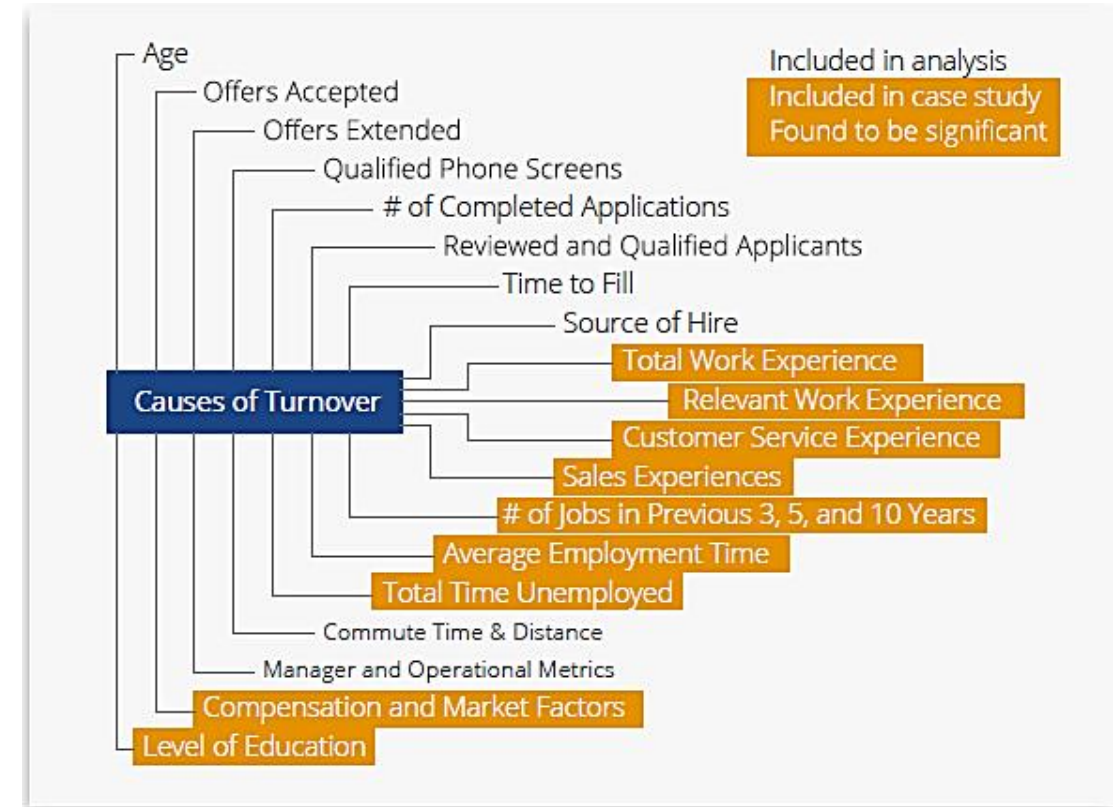 Age
Included in analysis
Offers Accepted
Included in case study
Offers Extended
Found to be significant
Qualified Phone Screens
# of Completed Applications
Reviewed and Qualified Applicants
Time to Fill
Source of Hire
Total Work Experience
Causes of Turnover
Relevant Work Experience
Customer Service Experience
Sales Experiences
# of Jobs in Previous 3, 5, and 10 Years
Average Employment Time
Total Time Unemployed
Commute Time & Distance
Manager and Operational Metrics
Compensation and Market Factors
Level of Education